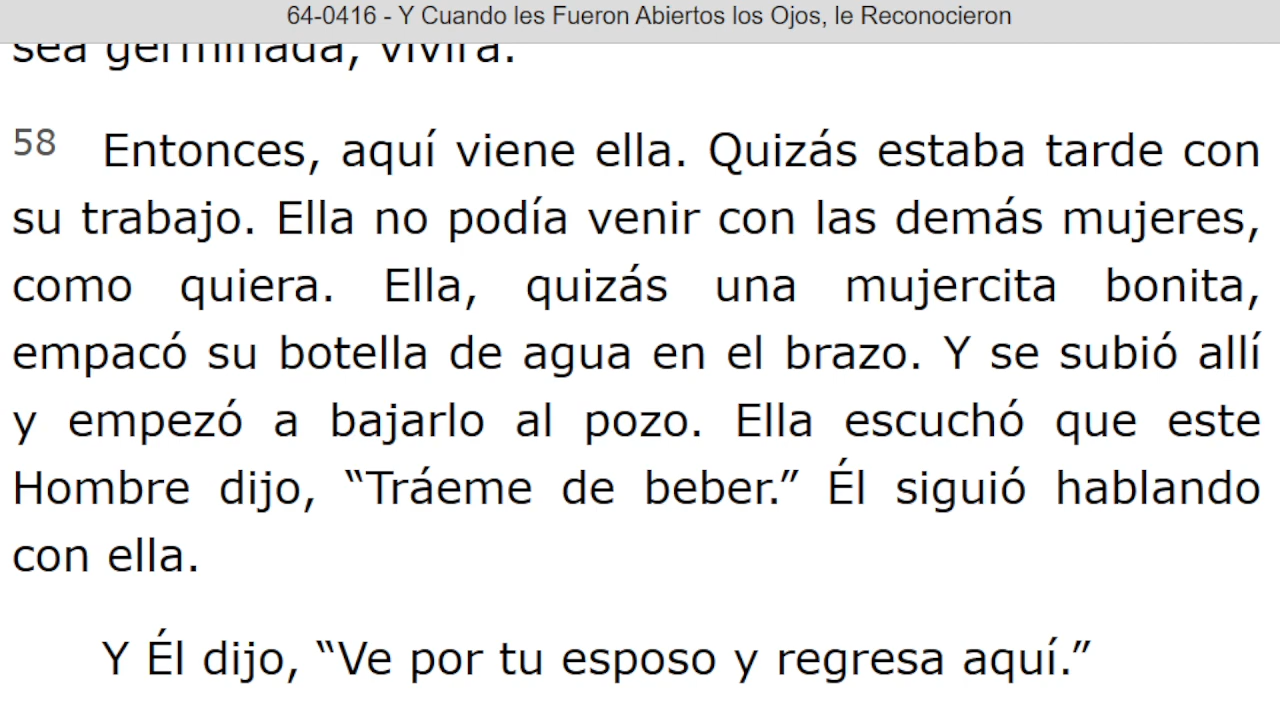 64-0416 - Y Cuando les Fueron Abiertos los Ojos, le Reconocieron
sea germinada, vivirá.
58 Entonces, aquí viene ella. Quizás estaba tarde con
su trabajo. Ella no podía venir con las demás mujeres,
como quiera. Ella, quizás una mujercita bonita,
empacó su botella de agua en el brazo. Y se subió allí
y empezó a bajarlo al pozo. Ella escuchó que este
Hombre dijo, “Tráeme de beber.” Él siguió hablando
con ella.
Y Él dijo, “Ve por tu esposo y regresa aquí.”